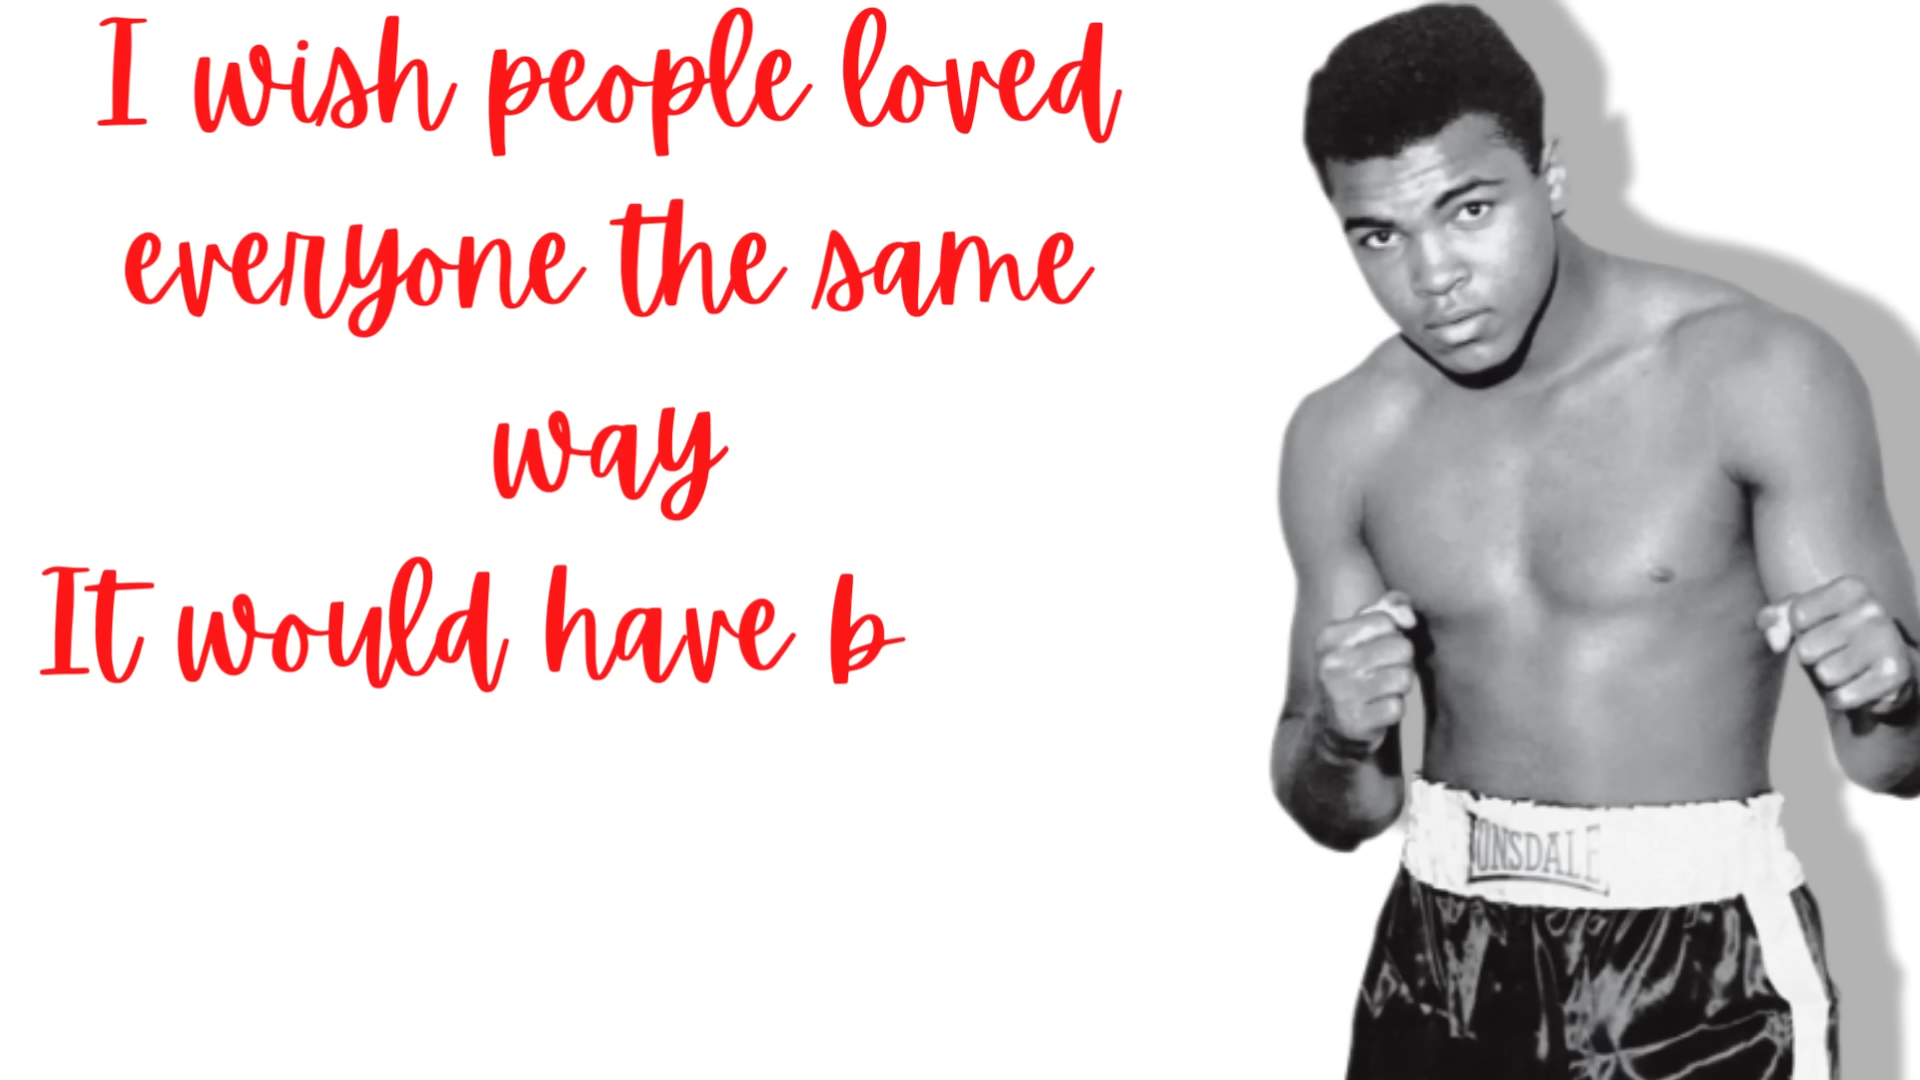 I wish people loved
everyone the same
way
It would have b
ONSDALE